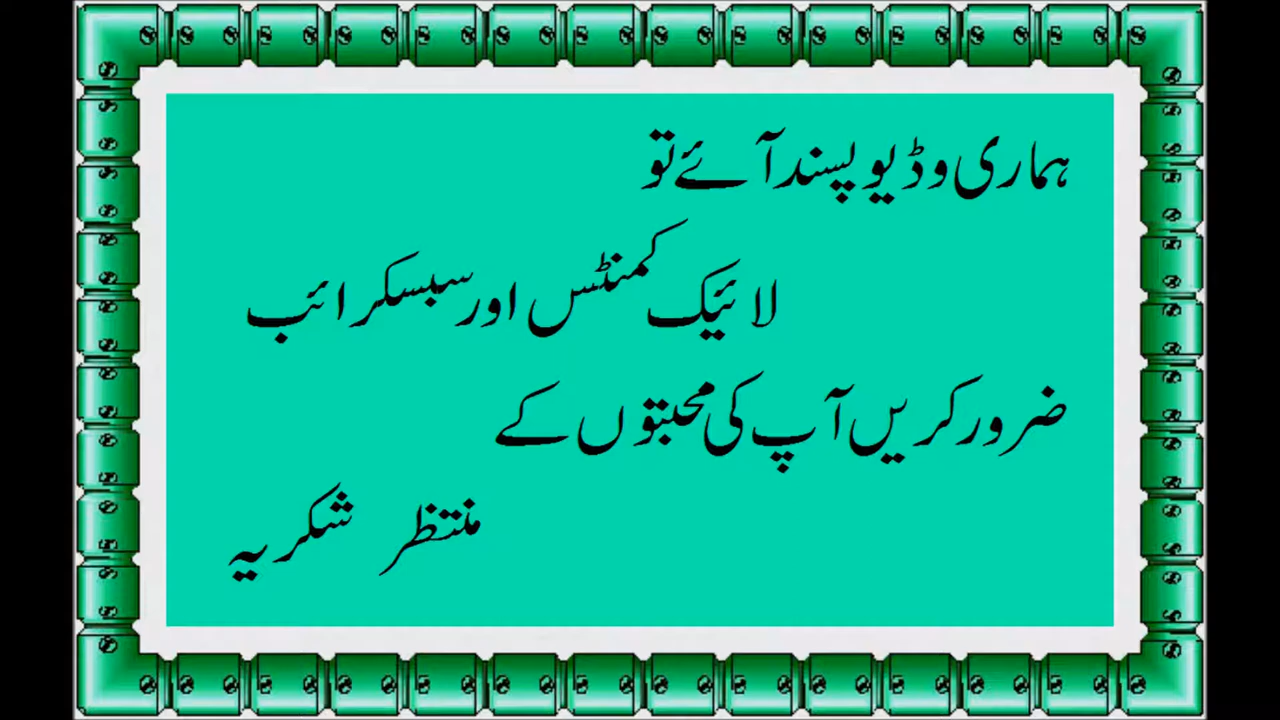 ہماری وڈیو پسند آئے تو
لائیک کمنٹس اور سبسکرائب
ضرور کریں آپ کی محبتوں کے
منتظر شکریہ